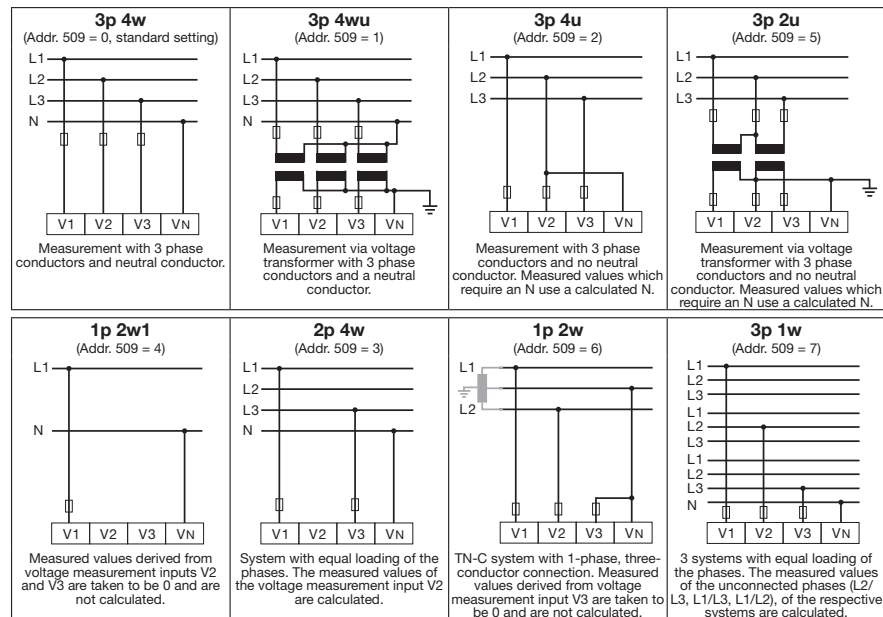 3p 4w
(Addr. 509 = 0, standard setting)
L1
L2
L3
N
V1 V2 V3 VN
Measurement with 3 phase
conductors and neutral conductor.
3p 4wu
(Addr. 509 = 1)
L1
L2
L3
N
V1 V2 V3 VN
Measurement via voltage
transformer with 3 phase
conductors and a neutral
conductor.
3p 4u
(Addr. 509 = 2)
L1
L2
L3
V1 V2 V3 VN
Measurement with 3 phase
conductors and no neutral
conductor. Measured values which
require an N use a calculated N.
3p 2u
(Addr. 509 = 5)
L1
L2
L3
V1 V2 V3 VN
Measurement via voltage
transformer with 3 phase
conductors and no neutral
conductor. Measured values which
require an N use a calculated N.
1p 2w1
(Addr. 509 = 4)
L1
N
V1 V2 V3 VN
Measured values derived from
voltage measurement inputs V2
and V3 are taken to be 0 and are
not calculated.
2p 4w
(Addr. 509 = 3)
L1
L2
L3
N
V1 V2 V3 VN
System with equal loading of the
phases. The measured values of
the voltage measurement input V2
are calculated.
1p 2w
(Addr. 509 = 6)
L1
L2
V1 V2 V3 VN
TN-C system with 1-phase, three-
conductor connection. Measured
values derived from voltage
measurement input V3 are taken to
be 0 and are not calculated.
3p 1w
(Addr. 509 = 7)
L1
L2
L3
L1
L2
L3
L1
L2
L3
N
V1 V2 V3 VN
3 systems with equal loading of
the phases. The measured values
of the unconnected phases (L2/
L3, L1/L3, L1/L2), of the respective
systems are calculated.